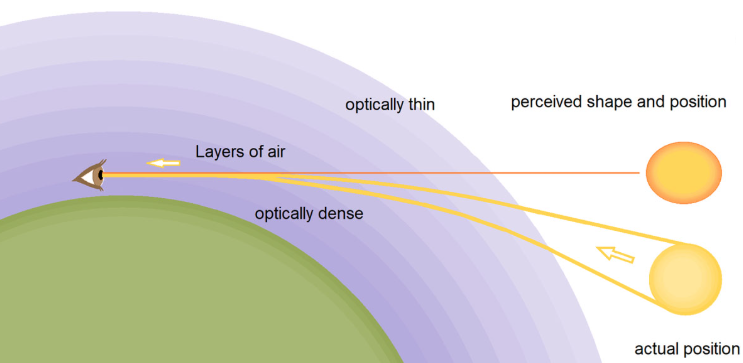 optically thin
perceived shape and position
Layers of air
optically dense
actual position